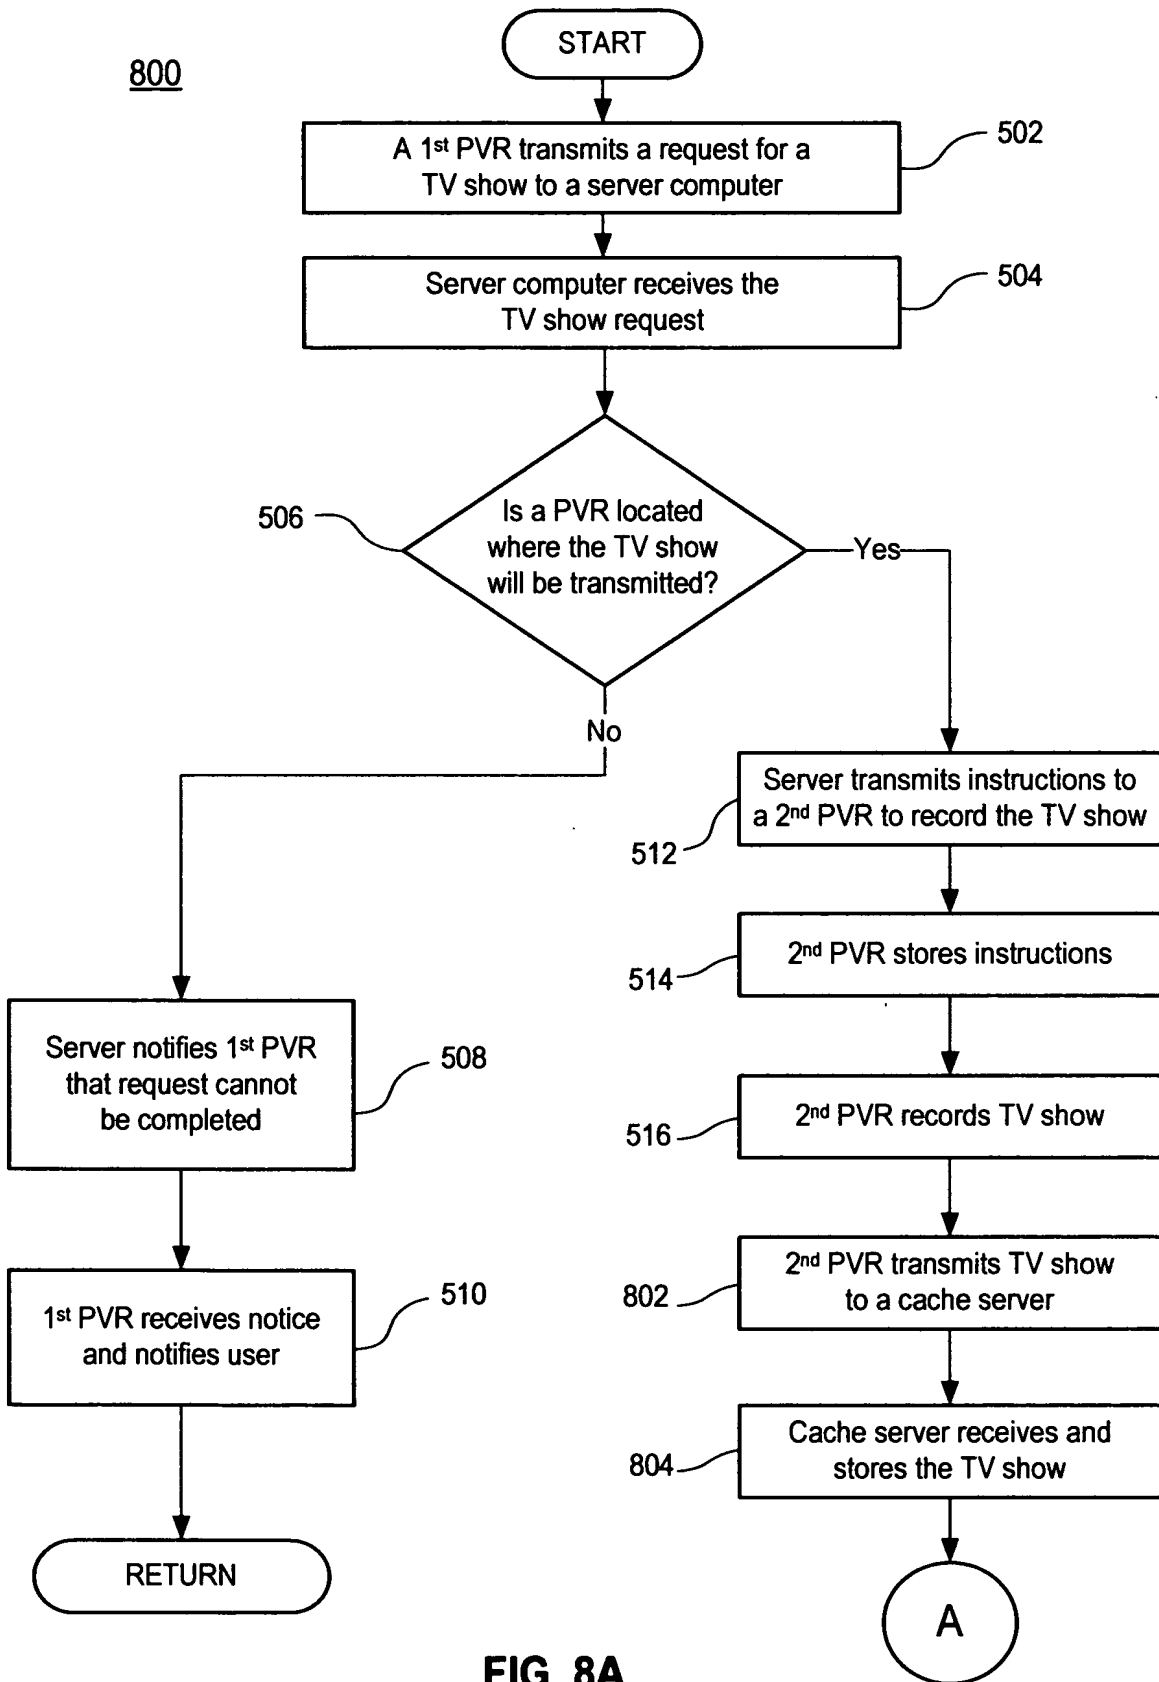 START
800
A 1st PVR transmits a request for a
TV show to a server computer
502
Server computer receives the
TV show request
504
Is a PVR located
where the TV show
will be transmitted?
506
Yes
No
Server transmits instructions to
a 2nd PVR to record the TV show
512
2nd PVR stores instructions
514
Server notifies 1st PVR
that request cannot
be completed
508
2nd PVR records TV show
516
2nd PVR transmits TV show
to a cache server
802
1st PVR receives notice
and notifies user
510
Cache server receives and
stores the TV show
804
RETURN
A
FIG. 8A